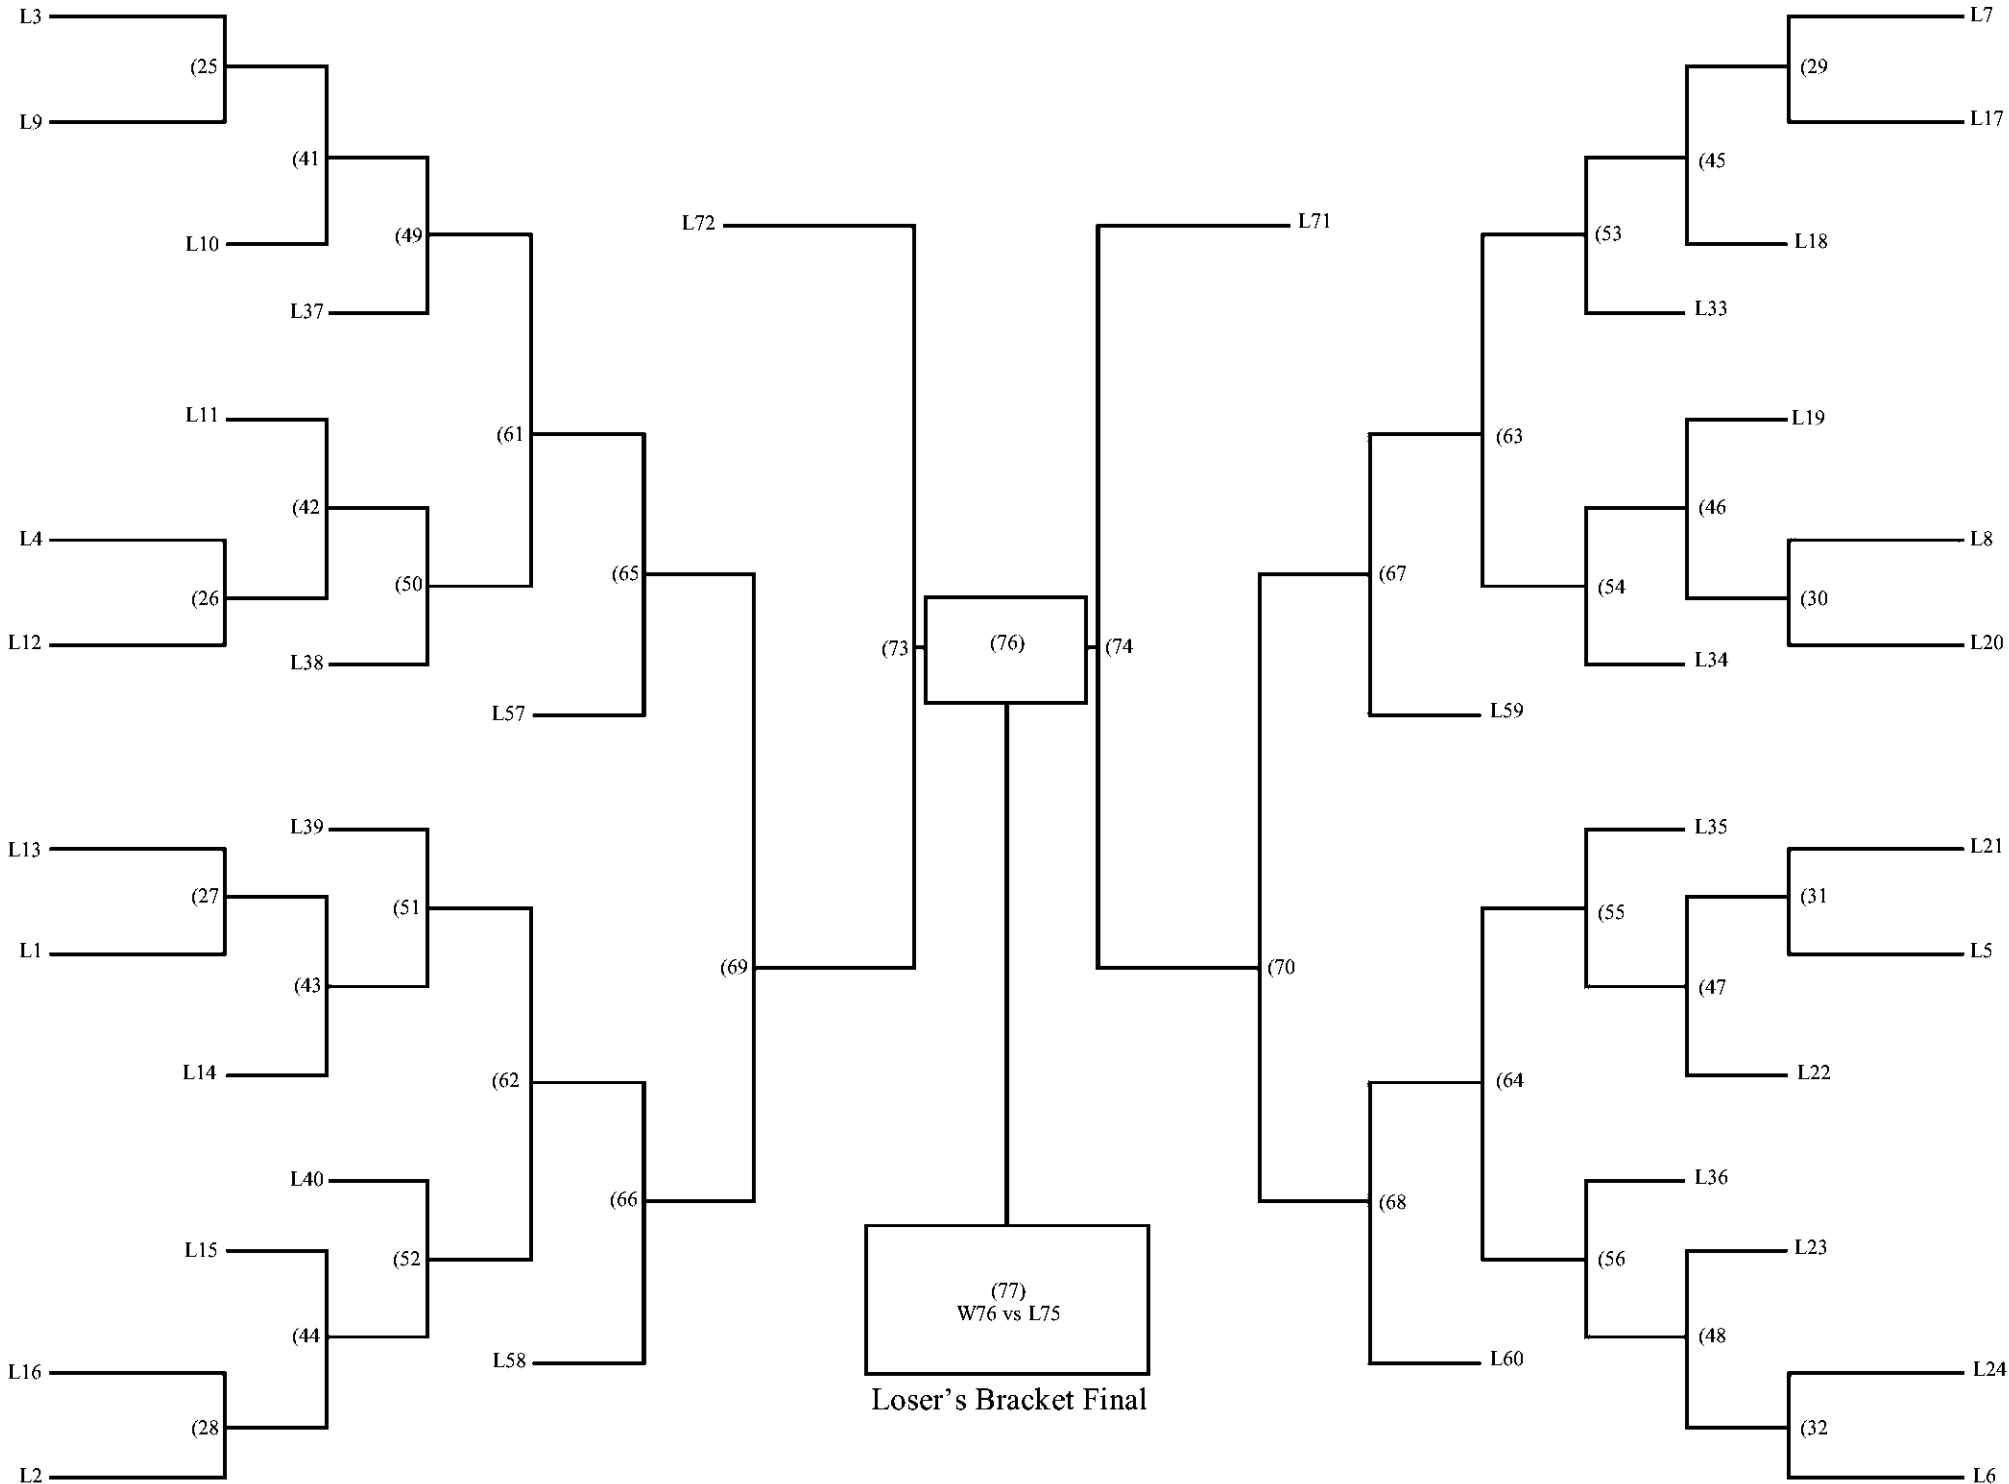 L3
L7
(25
(29
L9
L17
(41
(45
L10
L72
L71
L18
(49
(53
L37
L33
L11
L19
(61
(63
(42
(46
L4
L8
(50
(65
(67
(54
(26
(30
L12
(73
(76)
(74
L20
L38
L34
L57
L59
L39
L35
L13
L21
(27
(31
(51
(55
L1
L5
(69
(70
(43
(47
L14
L22
(62
(64
L40
L36
(66
(68
L15
L23
(52
(56
(77)
W76 vs L75
(44
(48
L58
L60
L16
L24
Loser’s Bracket Final
(28
(32
L2
L6